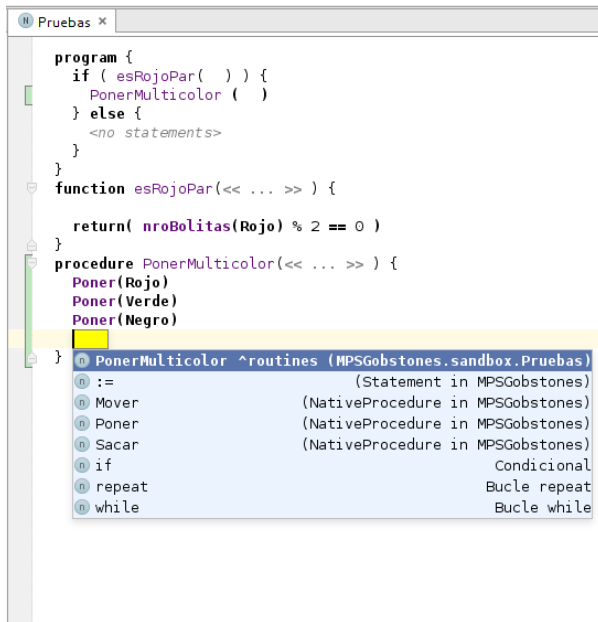 N Pruebas ×
program {
if ( esRojoPar( ) ) {
PonerMulticolor ( )
} else {
<no statements>
}
}
function esRojoPar(<< ... >> ) {
return( nroBolitas(Rojo) % 2 == 0 )
}
procedure PonerMulticolor(<< ... >> ) {
Poner(Rojo)
Poner(Verde)
Poner(Negro)
}
n PonerMulticolor ^routines (MPSGobstones.sandbox.Pruebas)
n := (Statement in MPSGobstones)
n Mover (NativeProcedure in MPSGobstones)
n Poner (NativeProcedure in MPSGobstones)
n Sacar (NativeProcedure in MPSGobstones)
n if Condicional
n repeat Bucle repeat
n while Bucle while